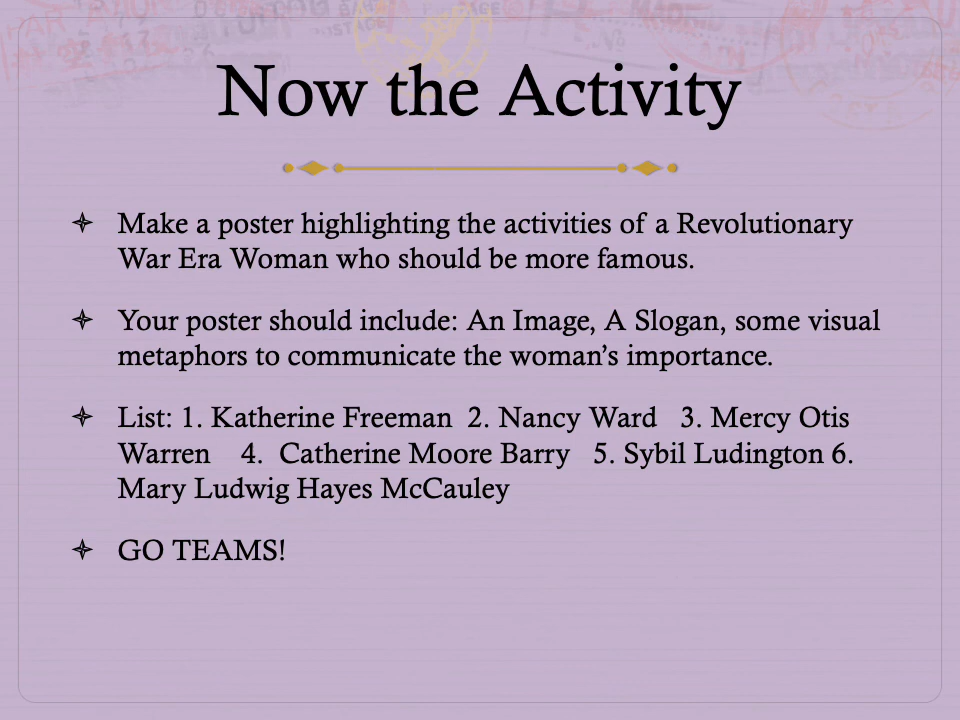 Now the Activity
Make a poster highlighting the activities of a Revolutionary
War Era Woman who should be more famous.
Your poster should include: An Image, A Slogan, some visual
metaphors to communicate the woman’s importance.
List: 1. Katherine Freeman  2. Nancy Ward   3. Mercy Otis
Warren    4.  Catherine Moore Barry   5. Sybil Ludington 6.
Mary Ludwig Hayes McCauley
GO TEAMS!